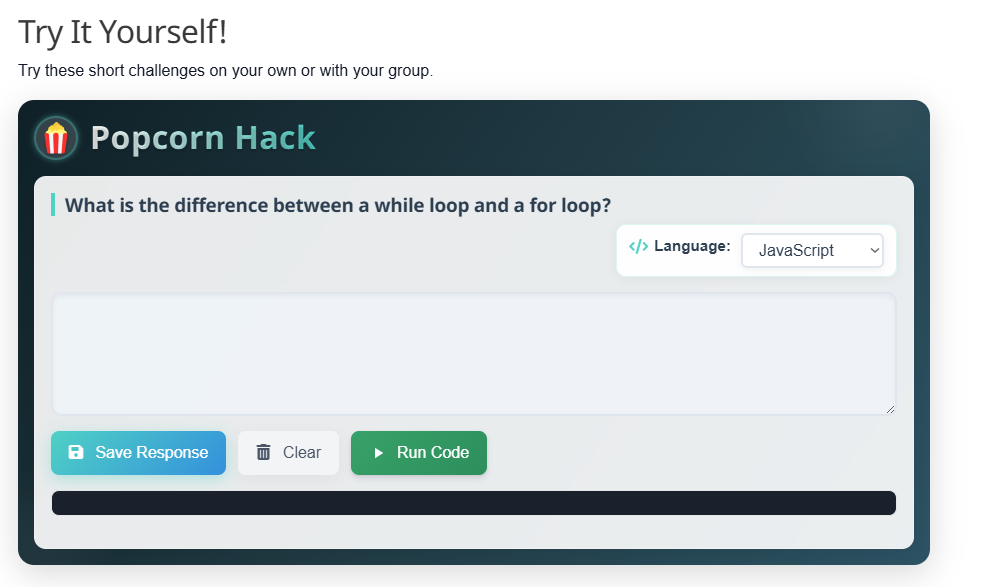 Try It Yourself!
Try these short challenges on your own or with your group.
Popcorn Hack
What is the difference between a while loop and a for loop?
</> Language: JavaScript
Save Response Clear Run Code